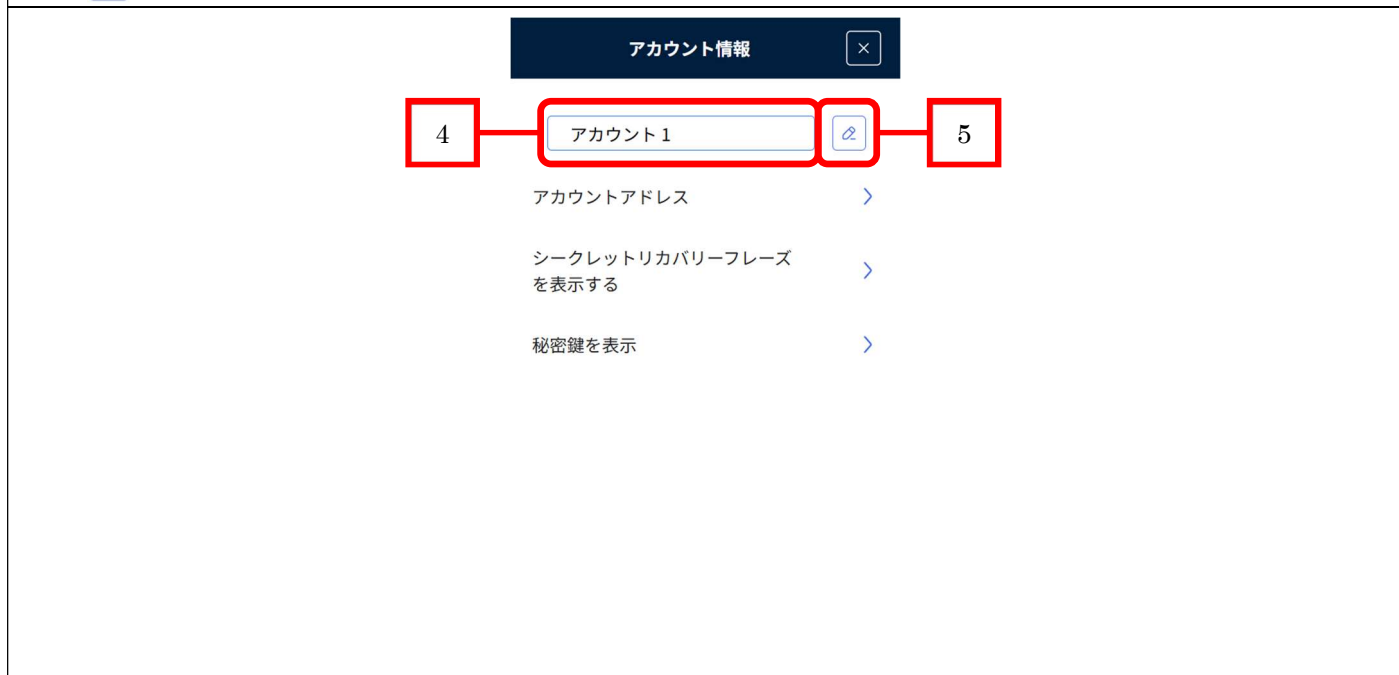 アカウント情報
4
アカウント 1
5
アカウントアドレス
シークレットリカバリーフレーズ
を表示する
秘密鍵を表示